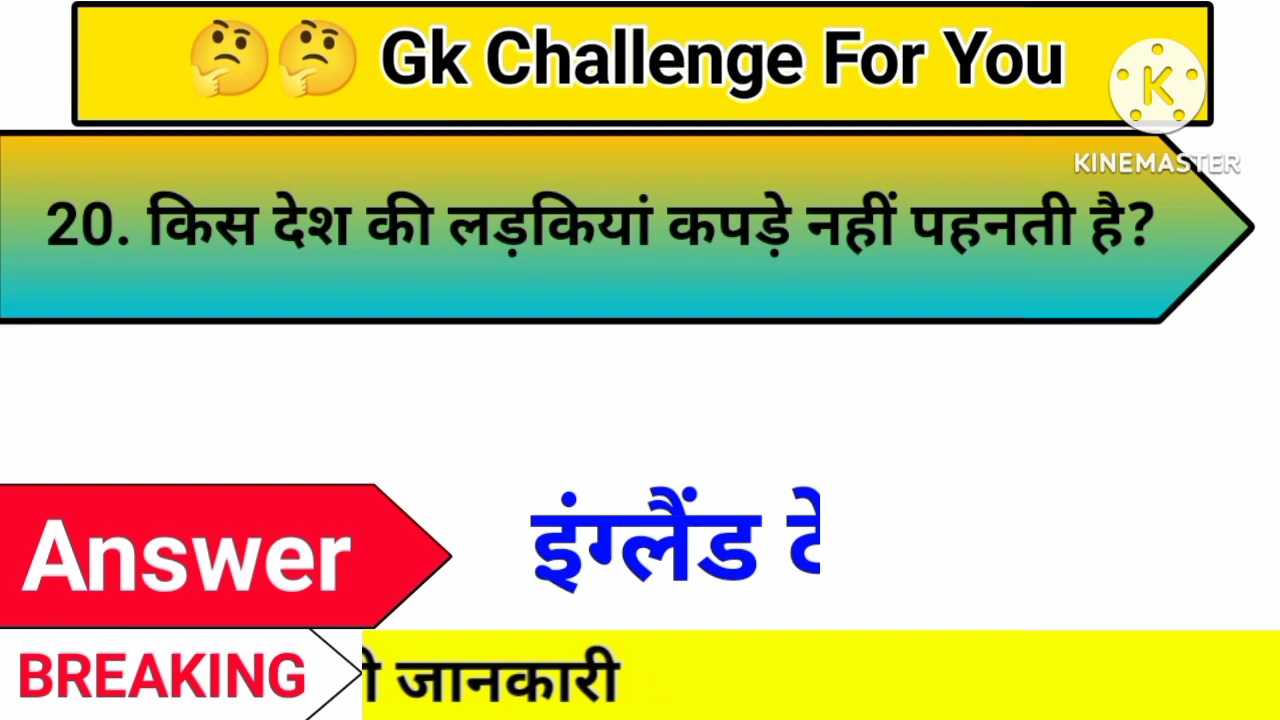 🤔🤔 Gk Challenge For You
K
KINEMASTER
20. किस देश की लड़कियां कपड़े नहीं पहनती है?
Answer
इंग्लैंड
BREAKING
जानकारी